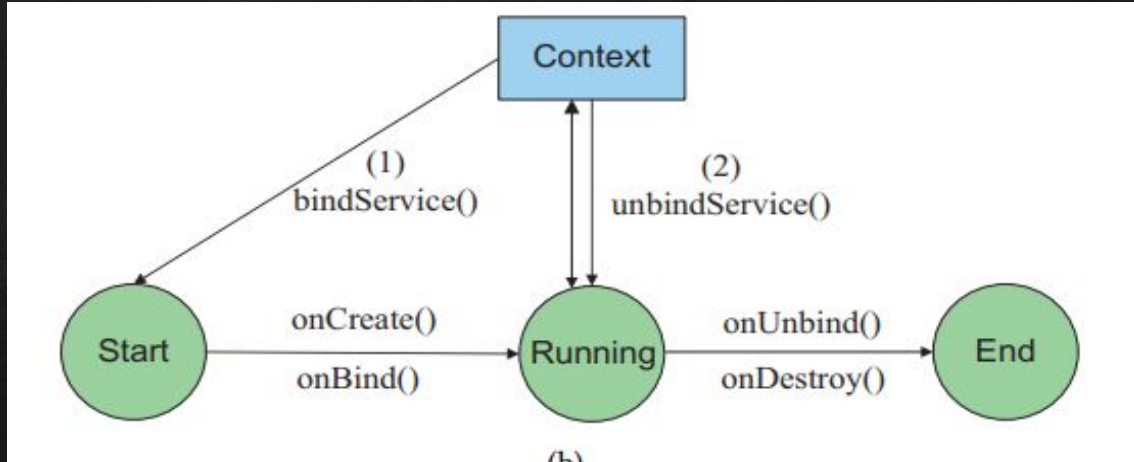 Context
(1)
bindService()
(2)
unbindService()
Start
onCreate()
onBind()
Running
onUnbind()
onDestroy()
End
(b)